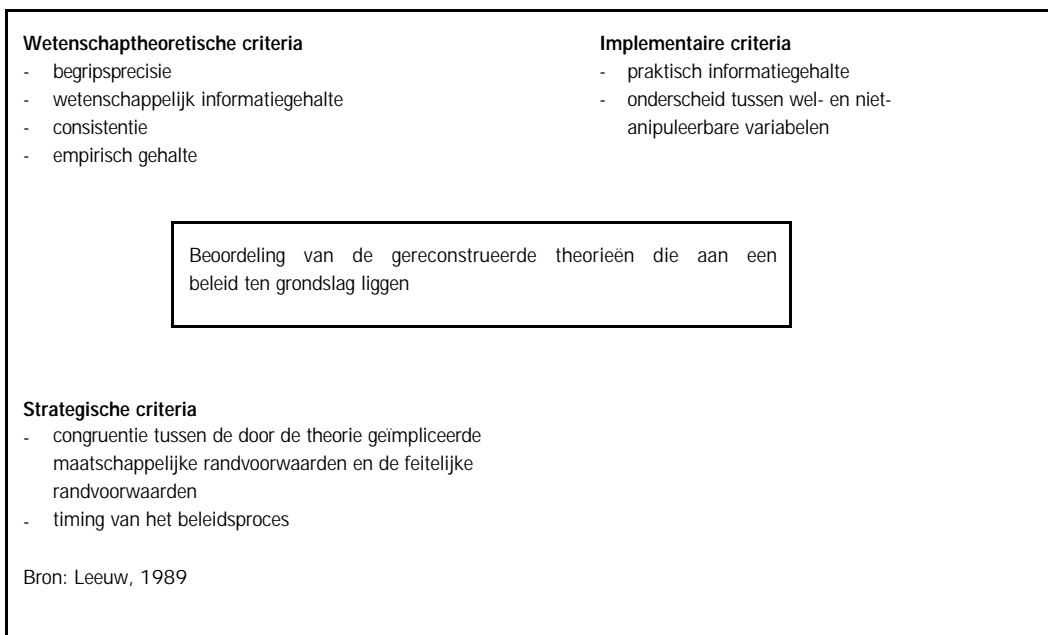 Wetenschaptheoretische criteria
- begripsprecisie
- wetenschappelijk informatiegehalte
- consistentie
- empirisch gehalte
Implementaire criteria
- praktisch informatiegehalte
- onderscheid tussen wel- en niet-
anipuleerbare variabelen
Beoordeling van de gereconstrueerde theorieën die aan een
beleid ten grondslag liggen
Strategische criteria
- congruentie tussen de door de theorie geïmpliceerde
maatschappelijke randvoorwaarden en de feitelijke
randvoorwaarden
- timing van het beleidsproces
Bron: Leeuw, 1989